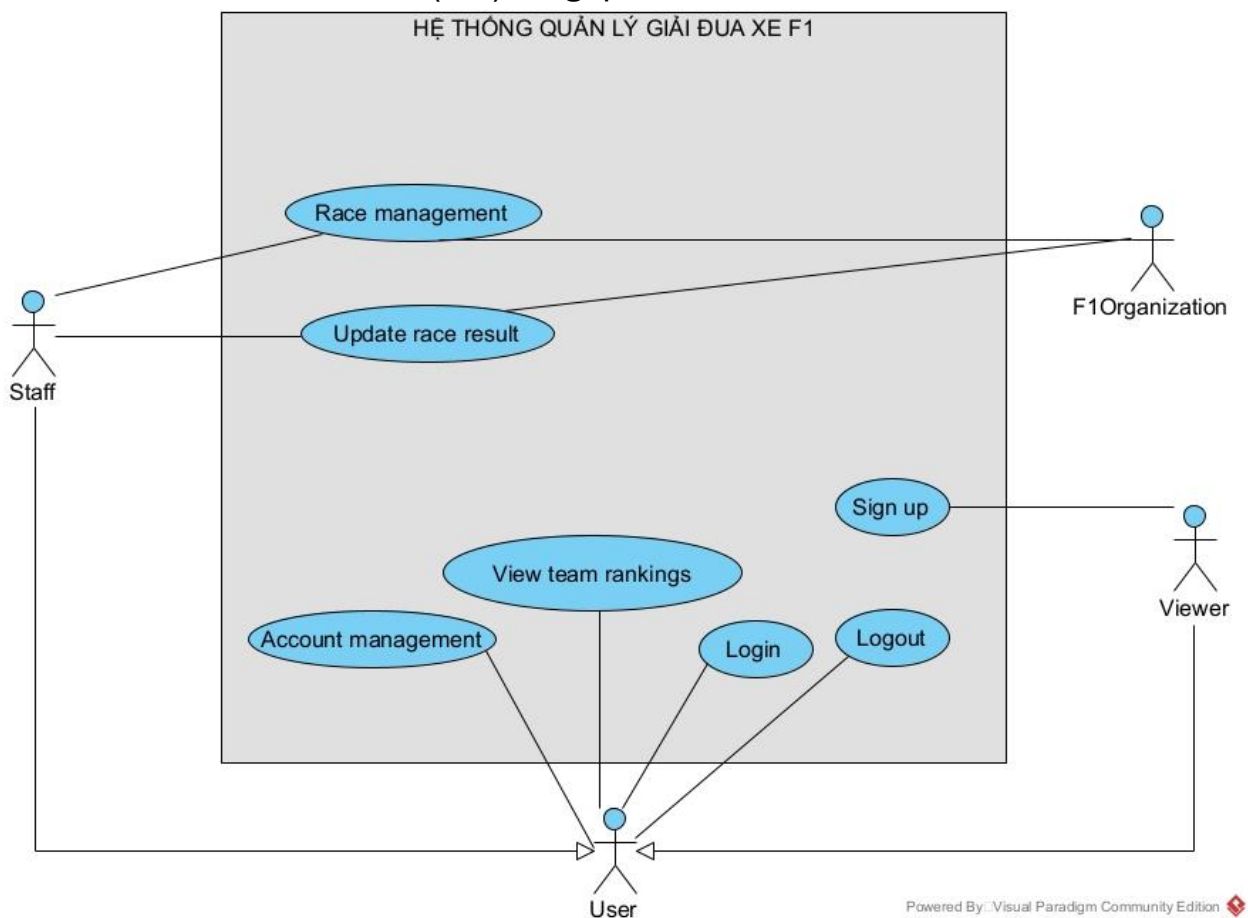 HỆ THỐNG QUẢN LÝ GIẢI ĐUA XE F1
Race management
F1Organization
Update race result
Staff
Sign up
View team rankings
Viewer
Account management
Login
Logout
User
Powered By Visual Paradigm Community Edition